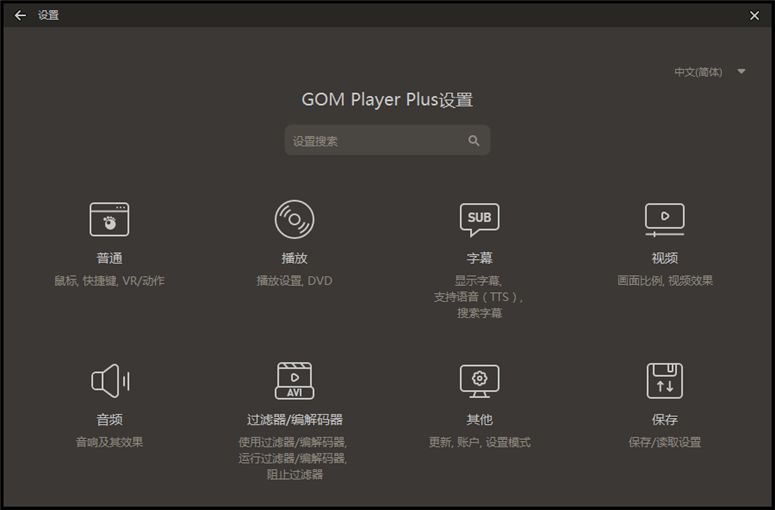 设置
中文(简体)
GOM Player Plus设置
设置搜索
SUB
普通
鼠标, 快捷键, VR/动作
播放
播放设置, DVD
字幕
显示字幕,
支持语音 ( TTS ) ,
搜索字幕
视频
画面比例, 视频效果
AVI
音频
音响及其效果
过滤器/编解码器
使用过滤器/编解码器,
运行过滤器/编解码器,
阻止过滤器
其他
更新, 账户, 设置模式
保存
保存/读取设置